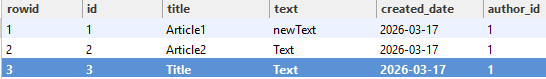 rowid id title text created_date author_id
1 1 Article1 newText 2026-03-17 1
2 2 Article2 Text 2026-03-17 1
3 3 Title Text 2026-03-17 1